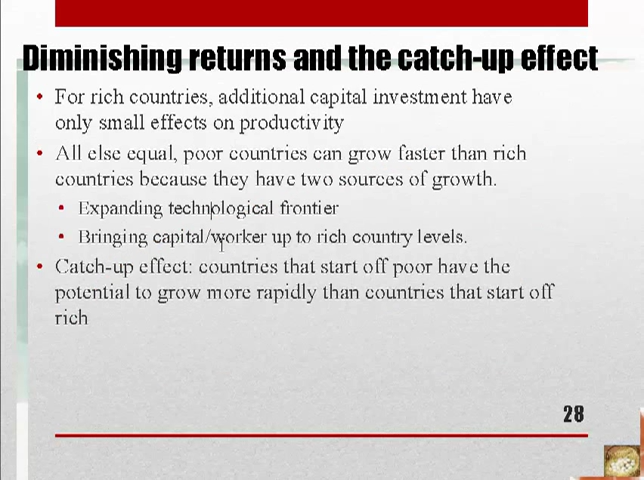 Diminishing returns and the catch-up effect
• For rich countries, additional capital investment have
only small effects on productivity
• All else equal, poor countries can grow faster than rich
countries because they have two sources of growth.
• Expanding technological frontier
• Bringing capital/worker up to rich country levels.
• Catch-up effect: countries that start off poor have the
potential to grow more rapidly than countries that start off
rich
28